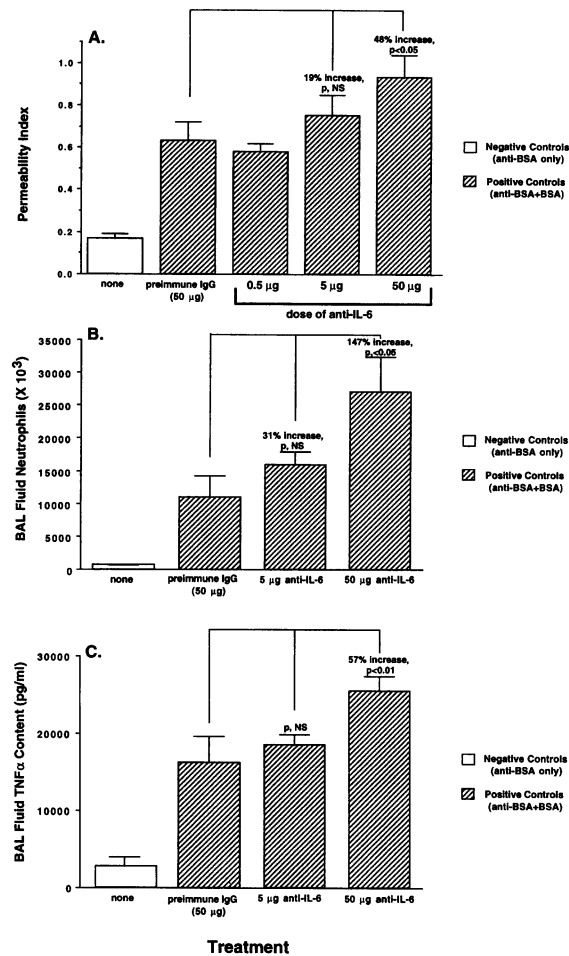 A.
48% increase,
p<0.05
19% increase,
p, NS
Permeability Index
1.0
0.8
0.6
0.4
0.2
0.0
none
preimmune IgG
(50 µg)
0.5 µg
5 µg
50 µg
dose of anti-IL-6
Negative Controls
(anti-BSA only)
Positive Controls
(anti-BSA+BSA)
B.
147% increase,
p,<0.05
31% increase,
p, NS
BAL Fluid Neutrophils (X 10³)
35000
30000
25000
20000
15000
10000
5000
0
none
preimmune IgG
(50 µg)
5 µg anti-IL-6
50 µg anti-IL-6
Negative Controls
(anti-BSA only)
Positive Controls
(anti-BSA+BSA)
C.
57% increase,
p<0.01
p, NS
BAL Fluid TNFα Content (pg/ml)
30000
20000
10000
0
none
preimmune IgG
(50 µg)
5 µg anti-IL-6
50 µg anti-IL-6
Negative Controls
(anti-BSA only)
Positive Controls
(anti-BSA+BSA)
Treatment